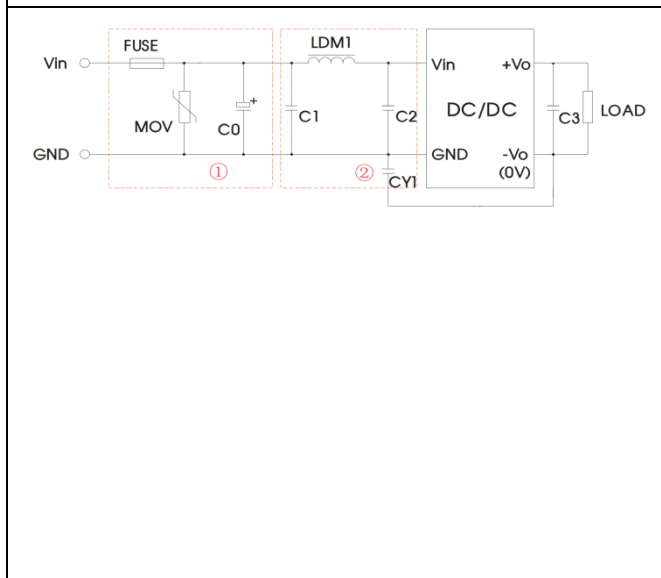 FUSE
LDM1
Vin
Vin
+Vo
MOV
C0
+
C1
C2
DC/DC
C3
LOAD
GND
GND
-Vo
(0V)
①
②
CY1